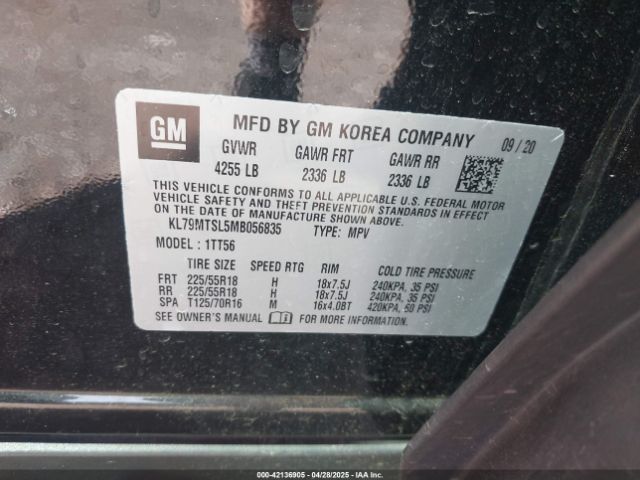 GM
MFD BY GM KOREA COMPANY 09/20
GVWR GAWR FRT GAWR RR
4255 LB 2336 LB 2336 LB
THIS VEHICLE CONFORMS TO ALL APPLICABLE U.S. FEDERAL MOTOR
VEHICLE SAFETY AND THEFT PREVENTION STANDARDS IN EFFECT ON THE
DATE OF MANUFACTURE SHOWN ABOVE.
KL79MTSL5MB056835 TYPE: MPV
MODEL : 1TT56
TIRE SIZE SPEED RTG RIM COLD TIRE PRESSURE
FRT 225/55R18 H 18x7.5J 240KPA, 35 PSI
RR 225/55R18 H 18x7.5J 240KPA, 35 PSI
SPA T125/70R16 M 16x4.0BT 420KPA, 60 PSI
SEE OWNER'S MANUAL FOR MORE INFORMATION.
000-42136905 04/28/2025 IAA, Inc.